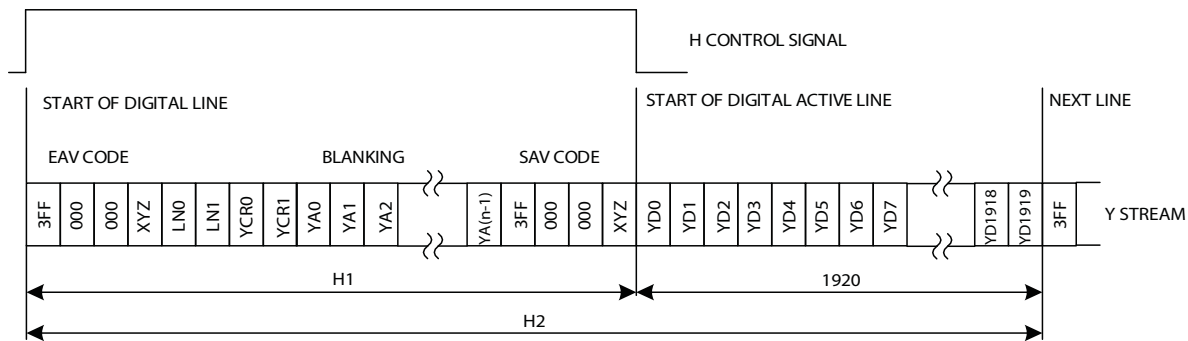 H CONTROL SIGNAL
START OF DIGITAL LINE START OF DIGITAL ACTIVE LINE NEXT LINE
EAV CODE BLANKING SAV CODE
3FF 000 000 XYZ LN0 LN1 YCR0 YCR1 YA0 YA1 YA2 YA(n-1) 3FF 000 000 XYZ YD0 YD1 YD2 YD3 YD4 YD5 YD6 YD7 YD1918 YD1919 3FF Y STREAM
H1 1920
H2